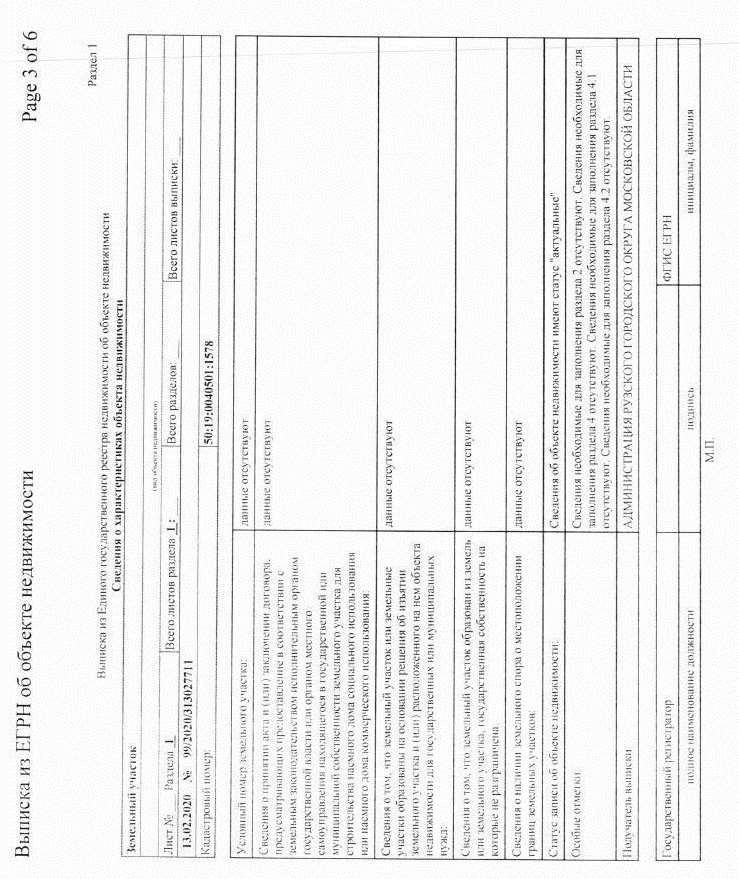 Выписка из ЕГРН об объекте недвижимости
Page 3 of 6
Раздел 1
Выписка из Единого государственного реестра недвижимости об объекте недвижимости
Сведения о характеристиках объекта недвижимости
Земельный участок
(вид объекта недвижимости)
Лист № Раздела 1 Всего листов раздела 1 : Всего разделов: Всего листов выписки:
13.02.2020 № 99/2020/313027711
Кадастровый номер: 50:19:0040501:1578
Условный номер земельного участка: данные отсутствуют
Сведения о принятии акта и (или) заключении договора, данные отсутствуют
предусматривающих предоставление в соответствии с
земельным законодательством исполнительным органом
государственной власти или органом местного
самоуправления находящегося в государственной или
муниципальной собственности земельного участка для
строительства наемного дома социального использования
или наемного дома коммерческого использования:
Сведения о том, что земельный участок или земельные данные отсутствуют
участки образованы на основании решения об изъятии
земельного участка и (или) расположенного на нем объекта
недвижимости для государственных или муниципальных
нужд:
Сведения о том, что земельный участок образован из земель данные отсутствуют
или земельного участка, государственная собственность на
которые не разграничена:
Сведения о наличии земельного спора о местоположении данные отсутствуют
границ земельных участков:
Статус записи об объекте недвижимости: Сведения об объекте недвижимости имеют статус "актуальные"
Особые отметки: Сведения необходимые для заполнения раздела 2 отсутствуют. Сведения необходимые для
заполнения раздела 4 отсутствуют. Сведения необходимые для заполнения раздела 4.1
отсутствуют. Сведения необходимые для заполнения раздела 4.2 отсутствуют.
Получатель выписки: АДМИНИСТРАЦИЯ РУЗСКОГО ГОРОДСКОГО ОКРУГА МОСКОВСКОЙ ОБЛАСТИ
Государственный регистратор ФГИС ЕГРН
полное наименование должности подпись инициалы, фамилия
М.П.